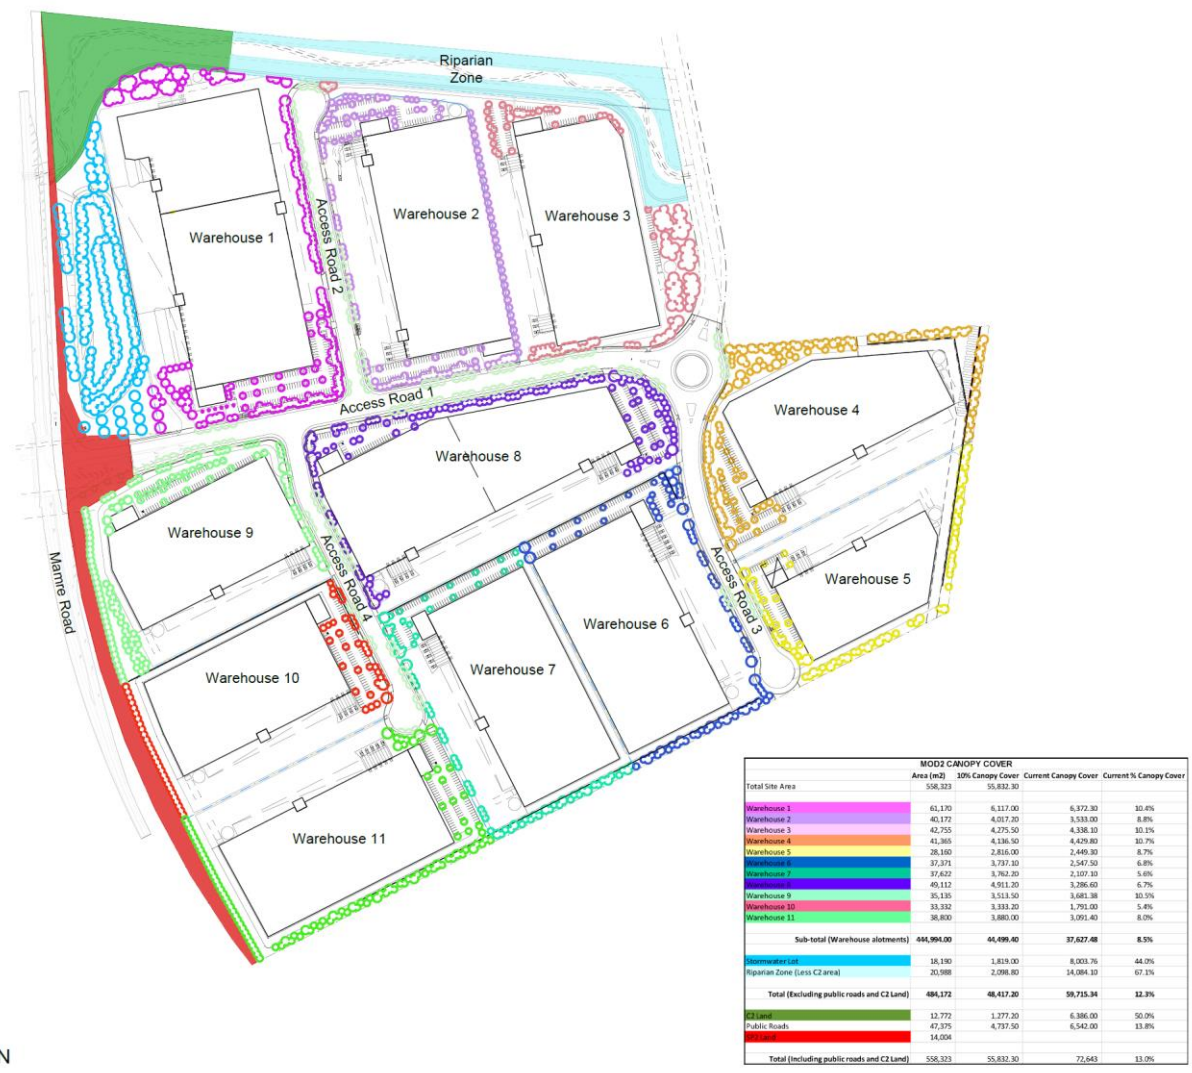 Riparian
Zone
Warehouse 1
Warehouse 2
Warehouse 3
Access Road 2
Access Road 1
Warehouse 4
Warehouse 8
Warehouse 9
Warehouse 5
Access Road 4
Access Road 3
Mamre Road
Warehouse 6
Warehouse 7
Warehouse 10
Warehouse 11
N
MOD2 CANOPY COVER
Area (m2) 10% Canopy Cover Current Canopy Cover Current % Canopy Cover
Total Site Area 558,323 55,832.30
Warehouse 1 61,170 6,117.00 6,372.30 10.4%
Warehouse 2 40,172 4,017.20 3,533.00 8.8%
Warehouse 3 42,755 4,275.50 4,338.10 10.1%
Warehouse 4 41,365 4,136.50 4,429.80 10.7%
Warehouse 5 28,160 2,816.00 2,449.30 8.7%
Warehouse 6 37,371 3,737.10 2,547.50 6.8%
Warehouse 7 37,622 3,762.20 2,107.10 5.6%
Warehouse 8 49,112 4,911.20 3,286.60 6.7%
Warehouse 9 35,135 3,513.50 3,681.38 10.5%
Warehouse 10 33,332 3,333.20 1,791.00 5.4%
Warehouse 11 38,800 3,880.00 3,091.40 8.0%
Sub-total (Warehouse alotments) 444,994.00 44,499.40 37,627.48 8.5%
Stormwater Lot 18,190 1,819.00 8,003.76 44.0%
Riparian Zone (Less C2 area) 20,988 2,098.80 14,084.10 67.1%
Total (Excluding public roads and C2 Land) 484,172 48,417.20 59,715.34 12.3%
C2 Land 12,772 1,277.20 6,386.00 50.0%
Public Roads 47,375 4,737.50 6,542.00 13.8%
Land 14,004
Total (Including public roads and C2 Land) 558,323 55,832.30 72,643 13.0%